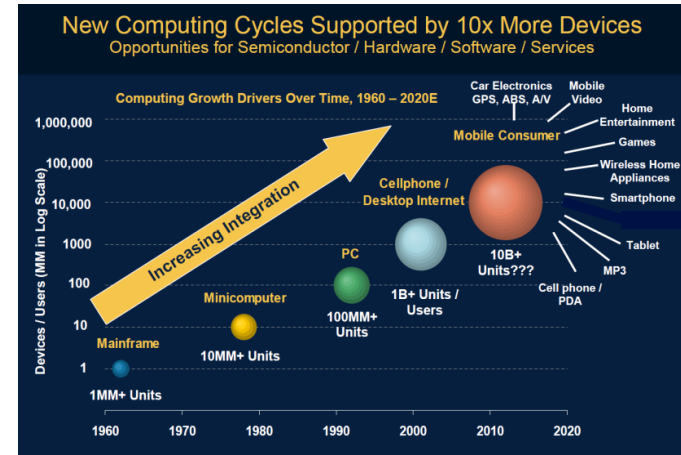 New Computing Cycles Supported by 10x More Devices
Opportunities for Semiconductor / Hardware / Software / Services
Computing Growth Drivers Over Time, 1960 – 2020E
Car Electronics
GPS, ABS, A/V
Mobile
Video
Home
Entertainment
Games
Wireless Home
Appliances
Smartphone
Tablet
MP3
Cell phone /
PDA
Devices / Users (MM in Log Scale)
1,000,000
100,000
10,000
1000
100
10
1
Increasing Integration
Mainframe
1MM+ Units
Minicomputer
10MM+ Units
PC
100MM+
Units
Cellphone /
Desktop Internet
1B+ Units /
Users
Mobile Consumer
10B+
Units???
1960
1970
1980
1990
2000
2010
2020